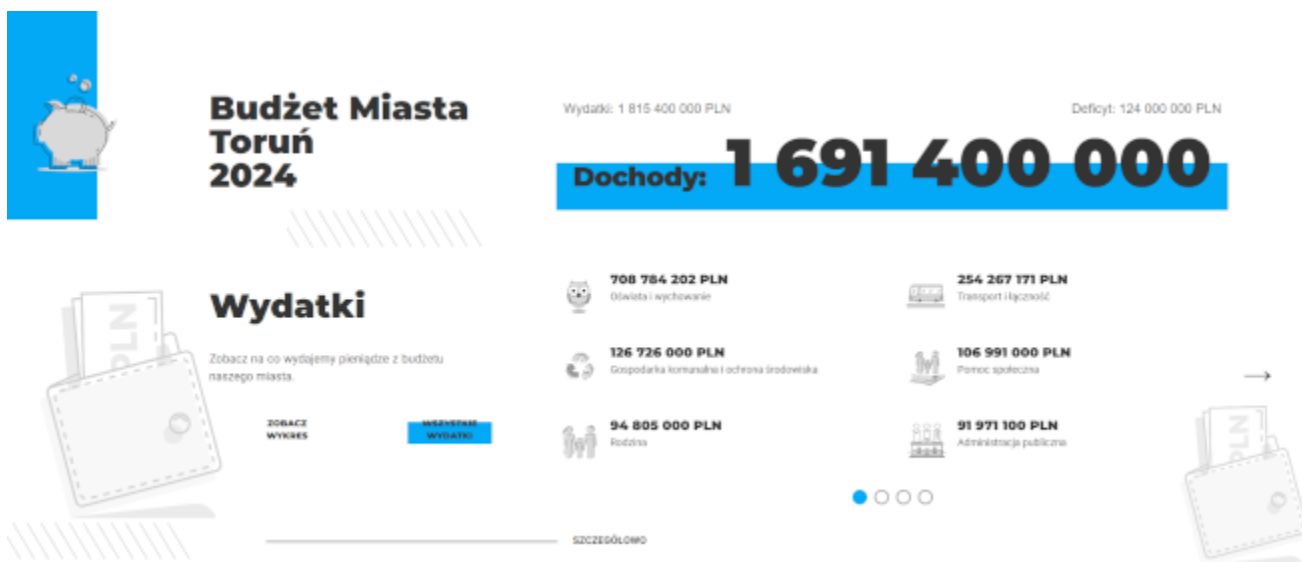 Budżet Miasta
Toruń
2024
Wydatki: 1 815 400 000 PLN
Deficyt: 124 000 000 PLN
Dochody: 1 691 400 000
Wydatki
Zobacz na co wydajemy pieniądze z budżetu
naszego miasta.
ZOBACZ
WYKRES
WSZYSTKIE
WYDATKI
708 784 202 PLN
Oświata i wychowanie
254 267 171 PLN
Transport i łączność
126 726 000 PLN
Gospodarka komunalna i ochrona środowiska
106 991 000 PLN
Pomoc społeczna
94 805 000 PLN
Rodzina
91 971 100 PLN
Administracja publiczna
SZCZEGÓŁOWO
PLN
PLN